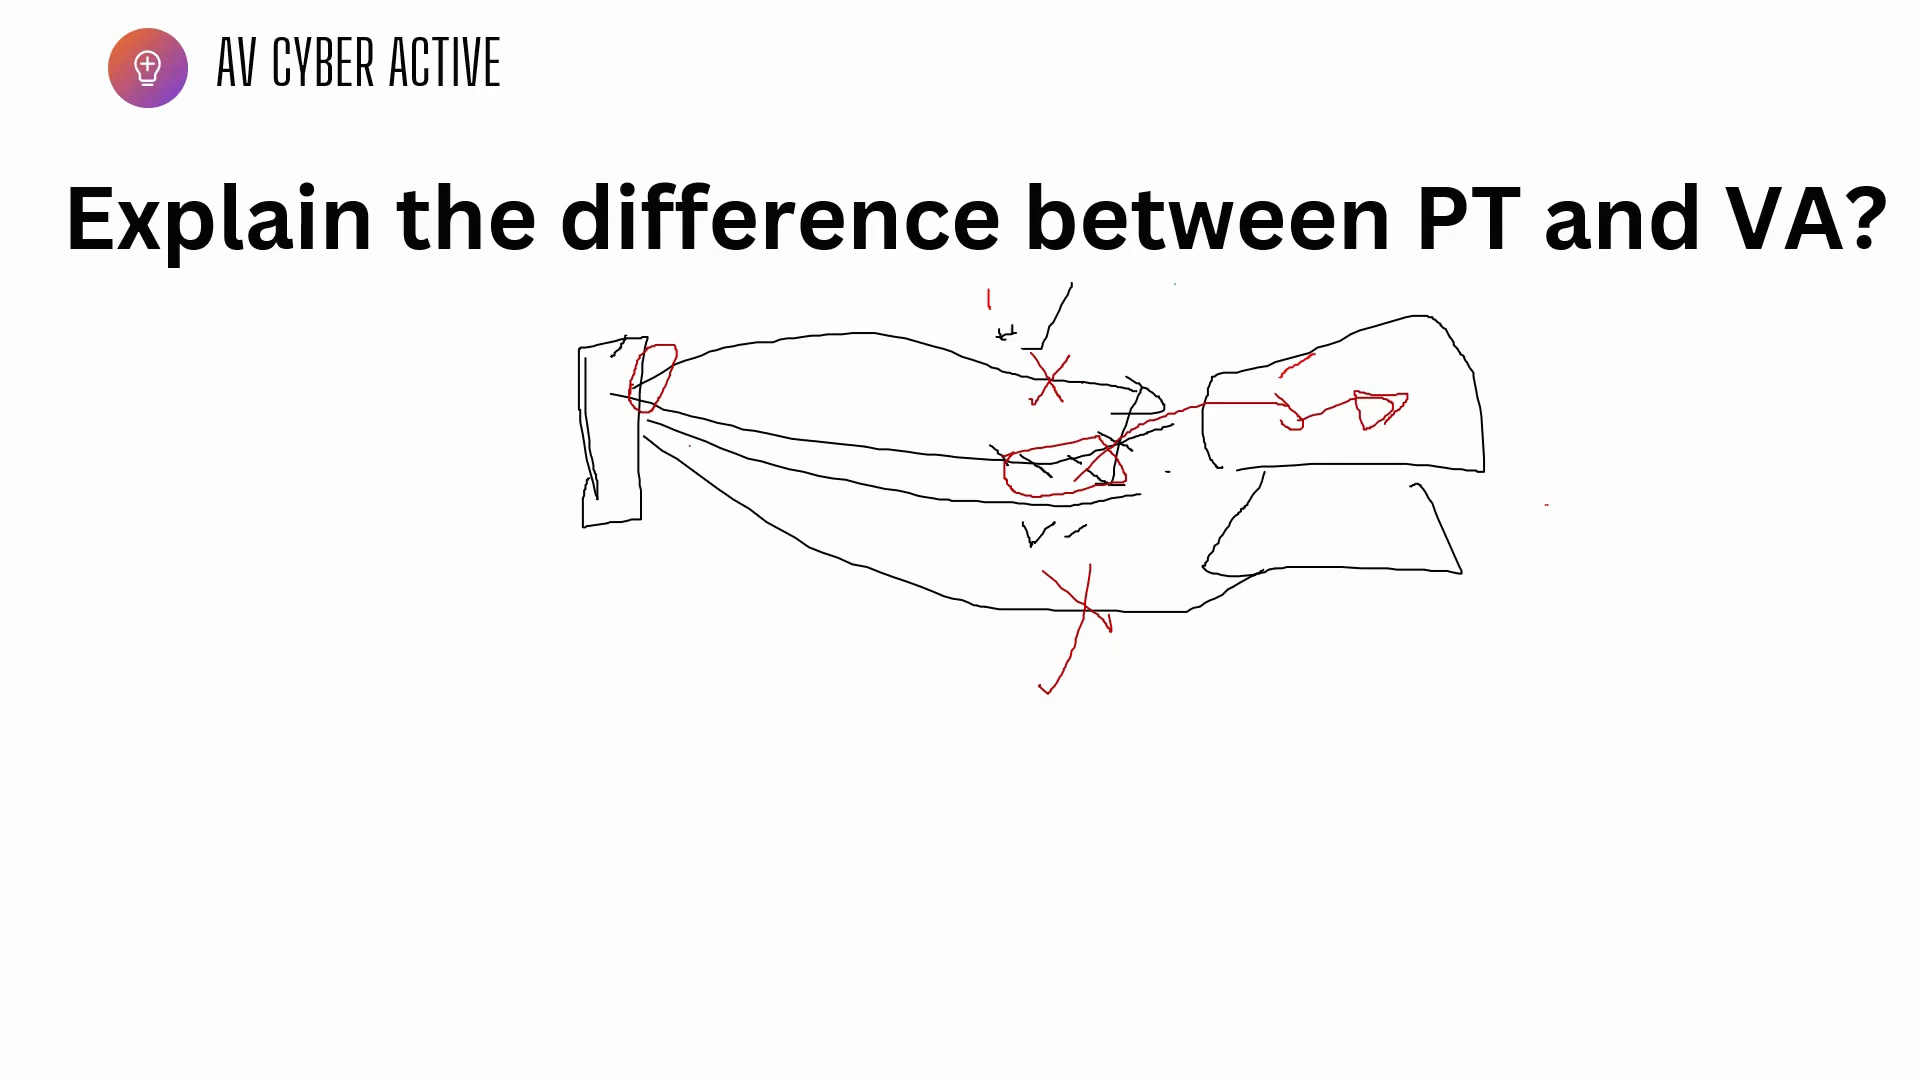 AV CYBER ACTIVE
Explain the difference between PT and VA?